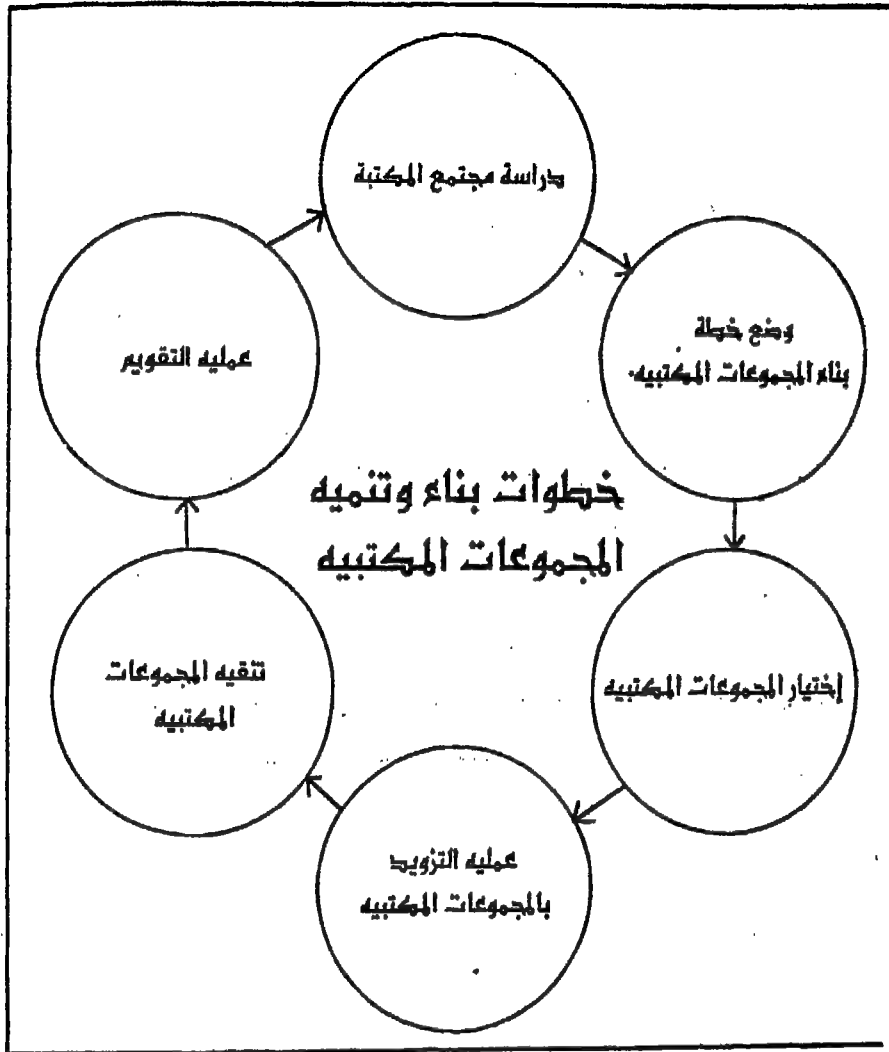 دراسة مجتمع المكتبة
وضع خطة
بناء المجموعات المكتبيه.
إختيار المجموعات المكتبيه
عمليه التزويد
بالمجموعات المكتبيه
تنقيه المجموعات
المكتبيه
عمليه التقويم
خطوات بناء وتنميه
المجموعات المكتبيه